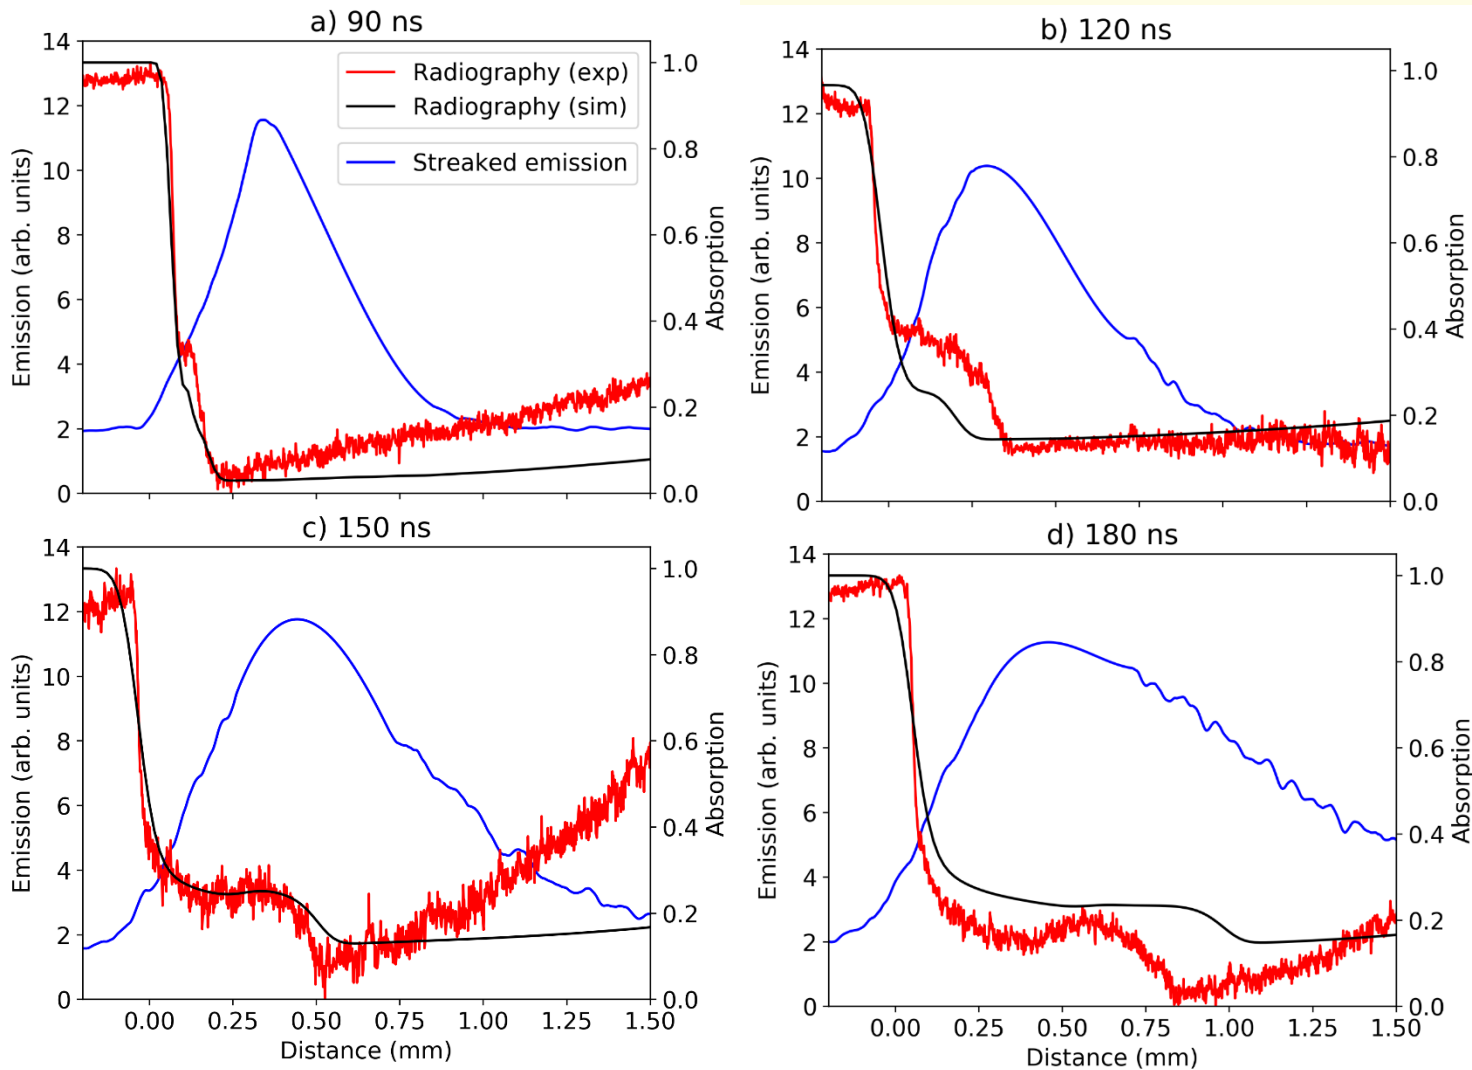 a) 90 ns
14
12
10
8
6
4
2
0
Emission (arb. units)
Radiography (exp)
Radiography (sim)
Streaked emission
1.0
0.8
0.6
0.4
0.2
0.0
Absorption
b) 120 ns
14
12
10
8
6
4
2
0
Emission (arb. units)
1.0
0.8
0.6
0.4
0.2
0.0
Absorption
c) 150 ns
14
12
10
8
6
4
2
0
Emission (arb. units)
1.0
0.8
0.6
0.4
0.2
0.0
Absorption
0.00 0.25 0.50 0.75 1.00 1.25 1.50
Distance (mm)
d) 180 ns
14
12
10
8
6
4
2
0
Emission (arb. units)
1.0
0.8
0.6
0.4
0.2
0.0
Absorption
0.00 0.25 0.50 0.75 1.00 1.25 1.50
Distance (mm)